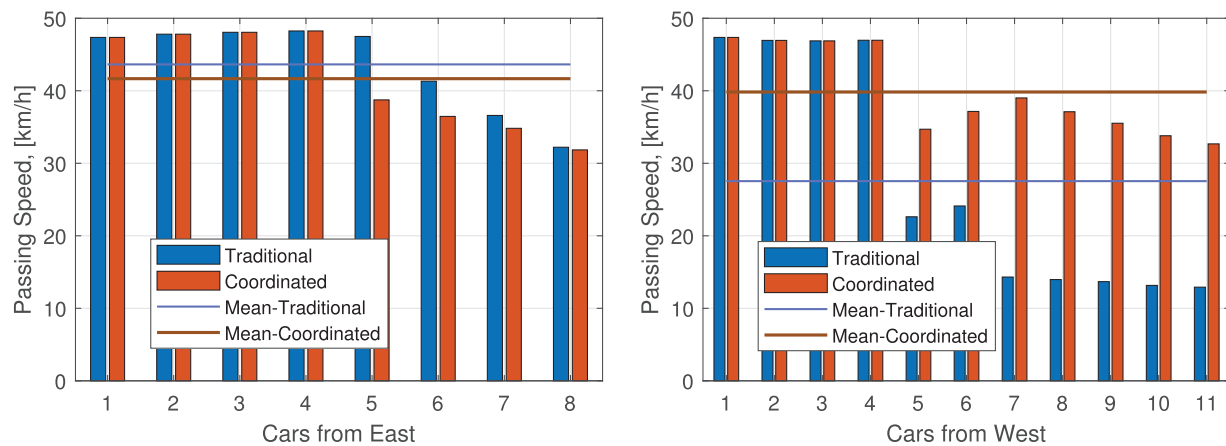 50
40
30
20
10
0
Passing Speed, [km/h]
Traditional
Coordinated
Mean-Traditional
Mean-Coordinated
1 2 3 4 5 6 7 8
Cars from East
50
40
30
20
10
0
Passing Speed, [km/h]
Traditional
Coordinated
Mean-Traditional
Mean-Coordinated
1 2 3 4 5 6 7 8 9 10 11
Cars from West